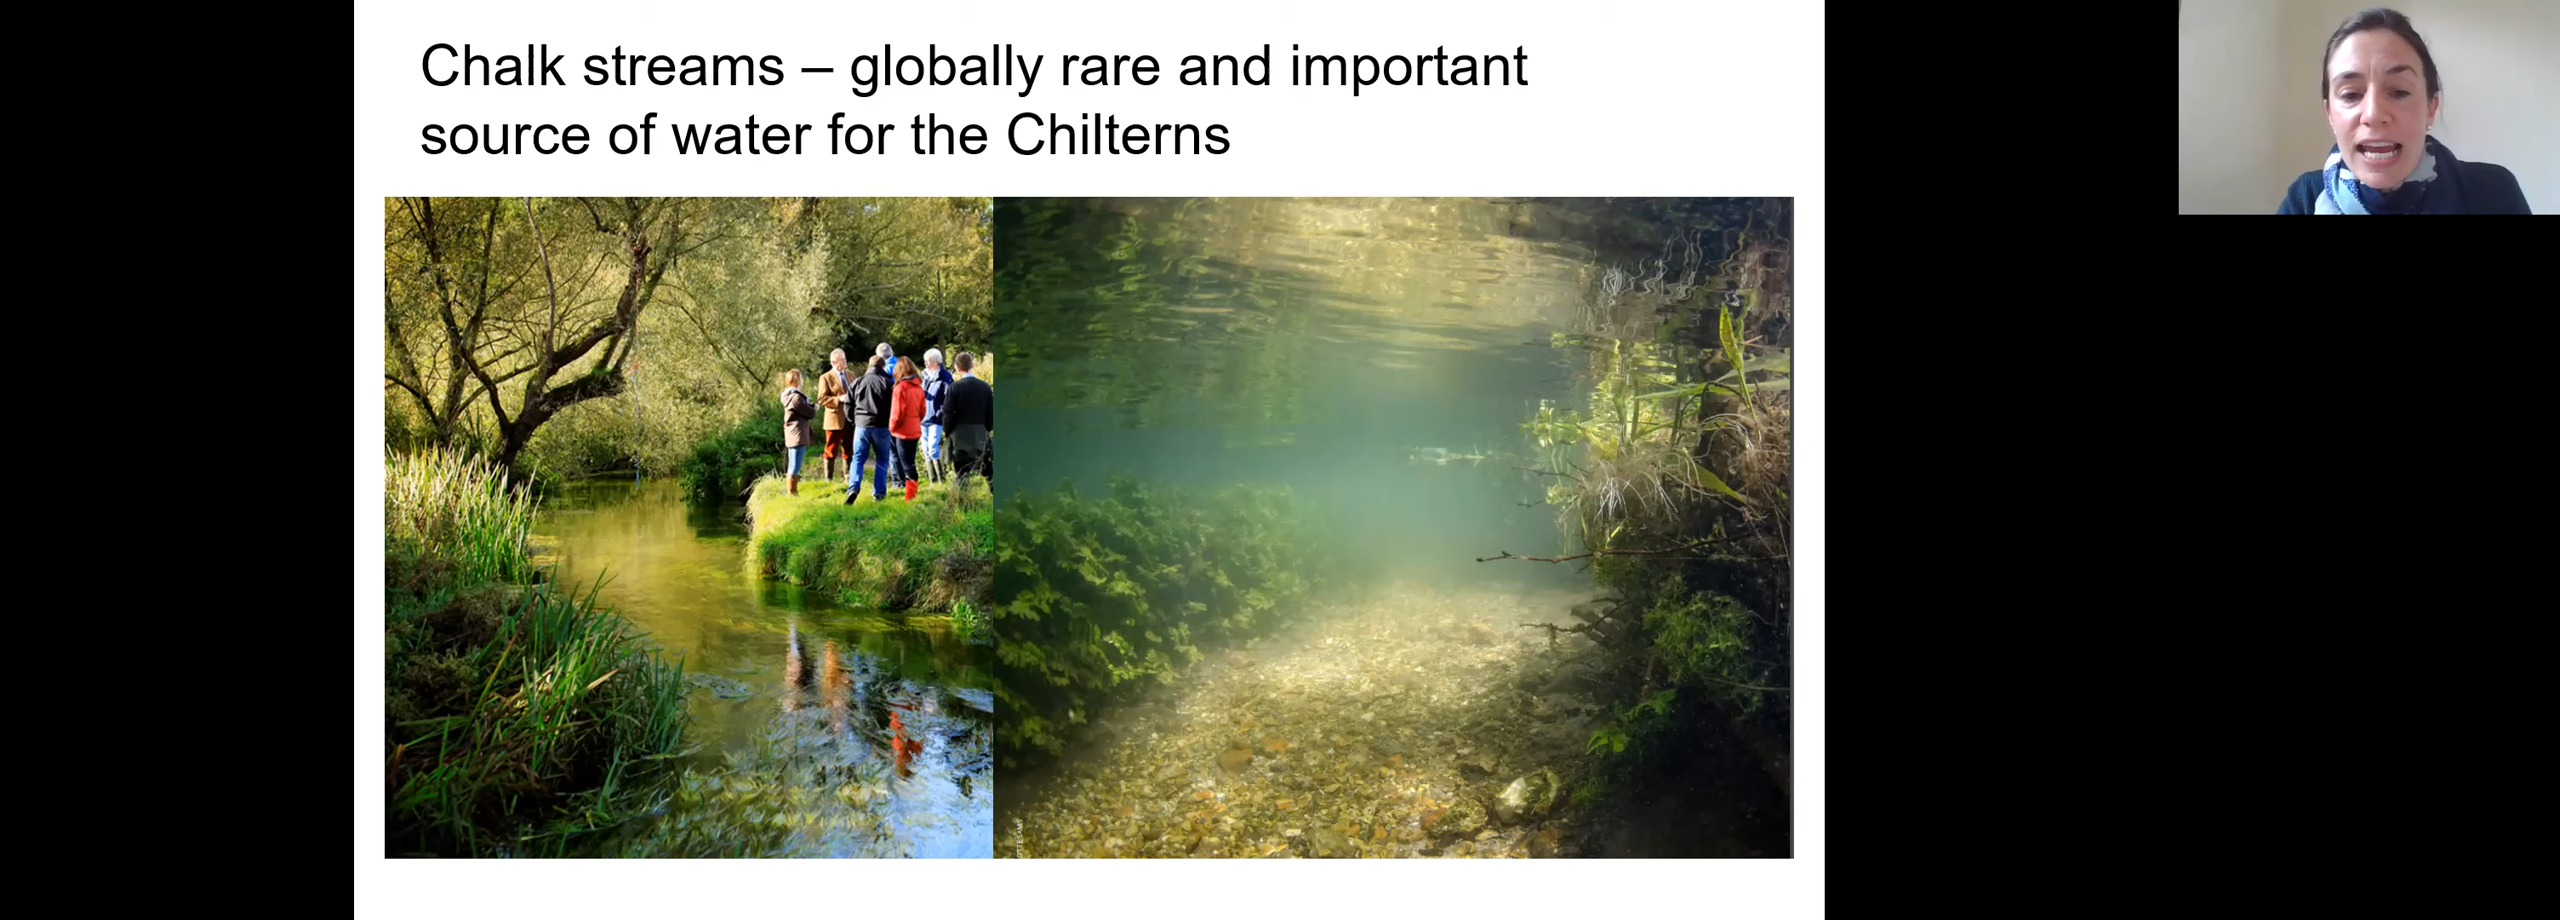 Chalk streams – globally rare and important
source of water for the Chilterns